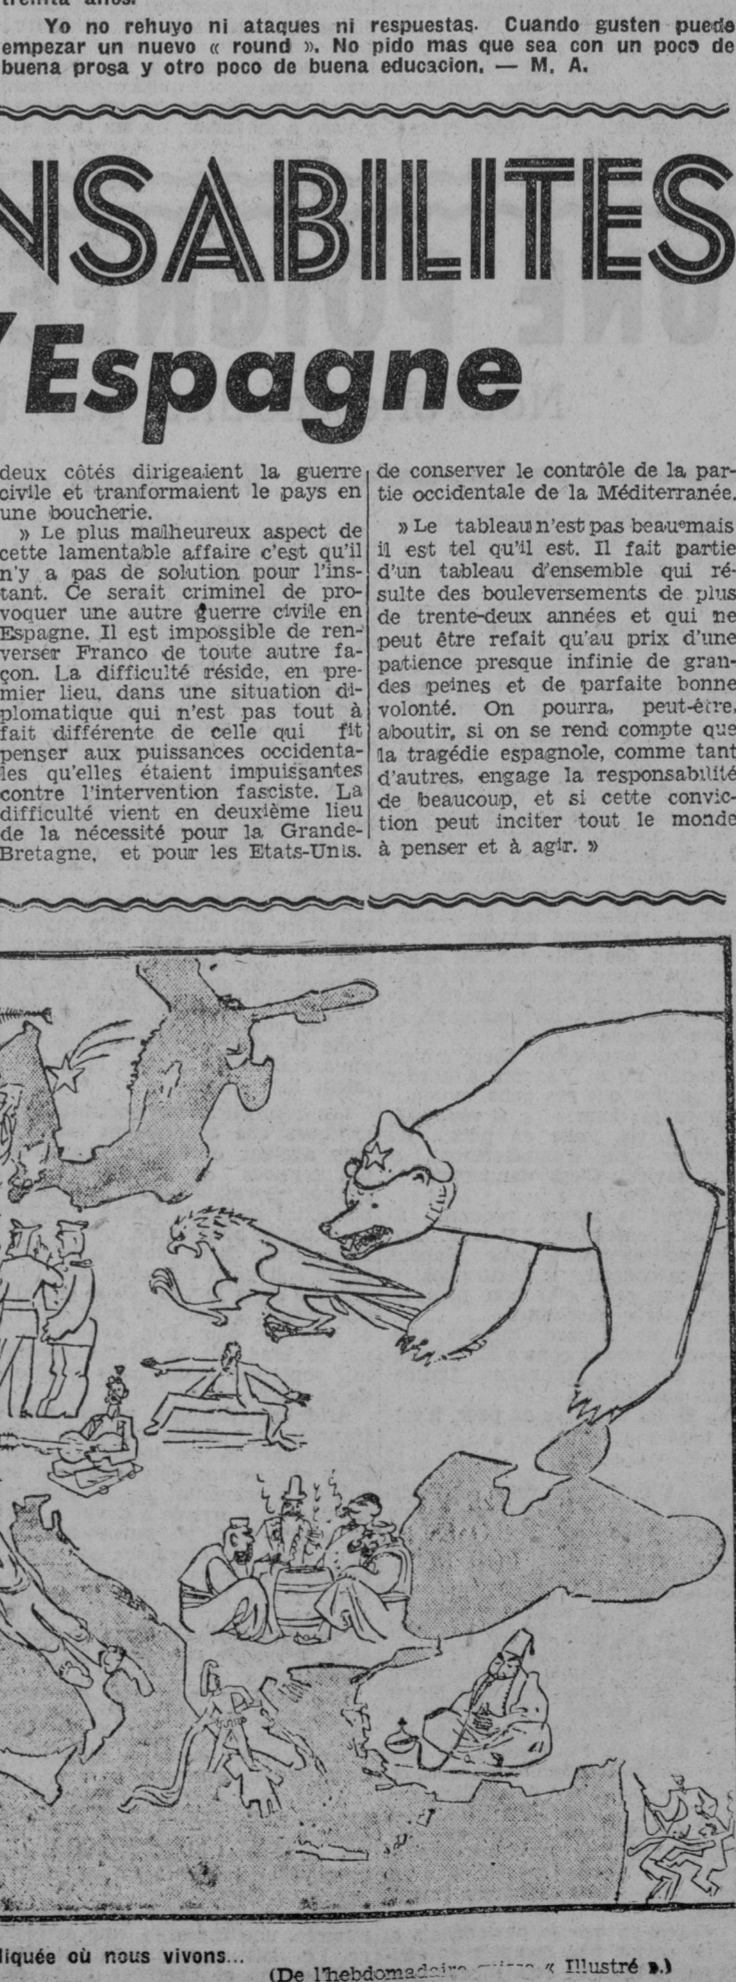 treinta años.
Yo no rehuyo ni ataques ni respuestas. Cuando gusten puede
empezar un nuevo « round ». No pido mas que sea con un poco de
buena prosa y otro poco de buena educacion. — M. A.
NSABILITES
Espagne
deux côtés dirigeaient la guerre
civile et tranformaient le pays en
une boucherie.
» Le plus malheureux aspect de
cette lamentable affaire c'est qu'il
n'y a pas de solution pour l'ins-
tant. Ce serait criminel de pro-
voquer une autre guerre civile en
Espagne. Il est impossible de ren-
verser Franco de toute autre fa-
çon. La difficulté réside, en pre-
mier lieu, dans une situation di-
plomatique qui n'est pas tout à
fait différente de celle qui fit
penser aux puissances occidenta-
les qu'elles étaient impuissantes
contre l'intervention fasciste. La
difficulté vient en deuxième lieu
de la nécessité pour la Grande-
Bretagne, et pour les Etats-Unis.
de conserver le contrôle de la par-
tie occidentale de la Méditerranée.
» Le tableau n'est pas beau mais
il est tel qu'il est. Il fait partie
d'un tableau d'ensemble qui ré-
sulte des bouleversements de plus
de trente-deux années et qui ne
peut être refait qu'au prix d'une
patience presque infinie de gran-
des peines et de parfaite bonne
volonté. On pourra, peut-être,
aboutir, si on se rend compte que
la tragédie espagnole, comme tant
d'autres, engage la responsabilité
de beaucoup, et si cette convic-
tion peut inciter tout le monde
à penser et à agir. »
liquée où nous vivons...
(De l'hebdomadaire « Illustré ».)